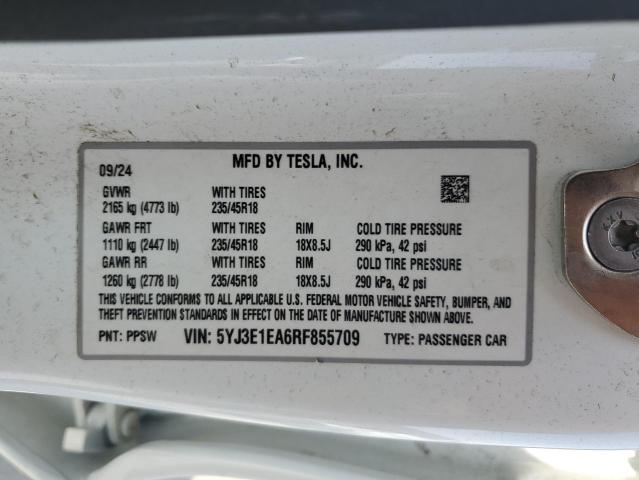 MFD BY TESLA, INC.
09/24
GVWR WITH TIRES
2165 kg (4773 lb) 235/45R18
GAWR FRT WITH TIRES RIM COLD TIRE PRESSURE
1110 kg (2447 lb) 235/45R18 18X8.5J 290 kPa, 42 psi
GAWR RR WITH TIRES RIM COLD TIRE PRESSURE
1260 kg (2778 lb) 235/45R18 18X8.5J 290 kPa, 42 psi
THIS VEHICLE CONFORMS TO ALL APPLICABLE U.S. FEDERAL MOTOR VEHICLE SAFETY, BUMPER, AND
THEFT PREVENTION STANDARDS IN EFFECT ON THE DATE OF MANUFACTURE SHOWN ABOVE.
PNT: PPSW VIN: 5YJ3E1EA6RF855709 TYPE: PASSENGER CAR